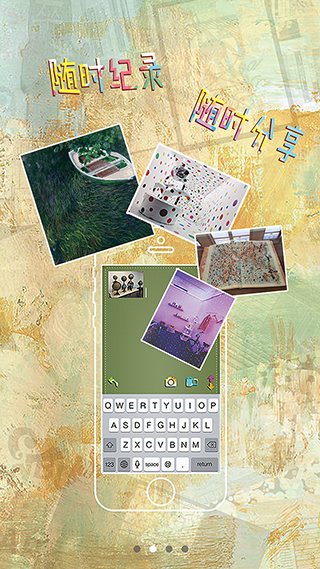 随时纪录
随时分享
QWERTYUIOP
ASDFGHJKL
ZXCVBNM
123 space @ . return